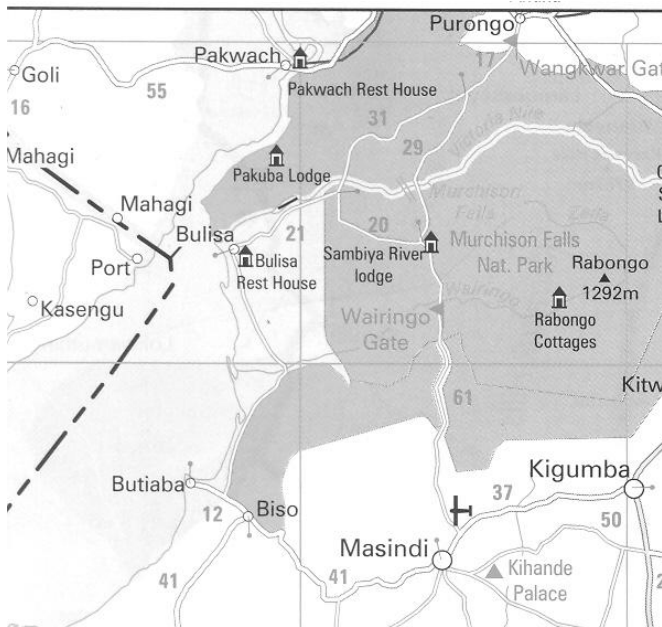 Purongo
Pakwach
Goli
17
Wangkwar Gat
55
Pakwach Rest House
16
31
Victoria Nile
Mahagi
29
Pakuba Lodge
Murchison
Falls
Mahagi
Bulisa
21
20
Sambiya River
lodge
Murchison Falls
Nat. Park
Port
Bulisa
Rest House
Rabongo
1292m
Kasengu
Wairingo
Wairingo
Gate
Rabongo
Cottages
61
Kitw
Butiaba
Kigumba
12
Biso
37
50
Masindi
41
41
Kihande
Palace
2